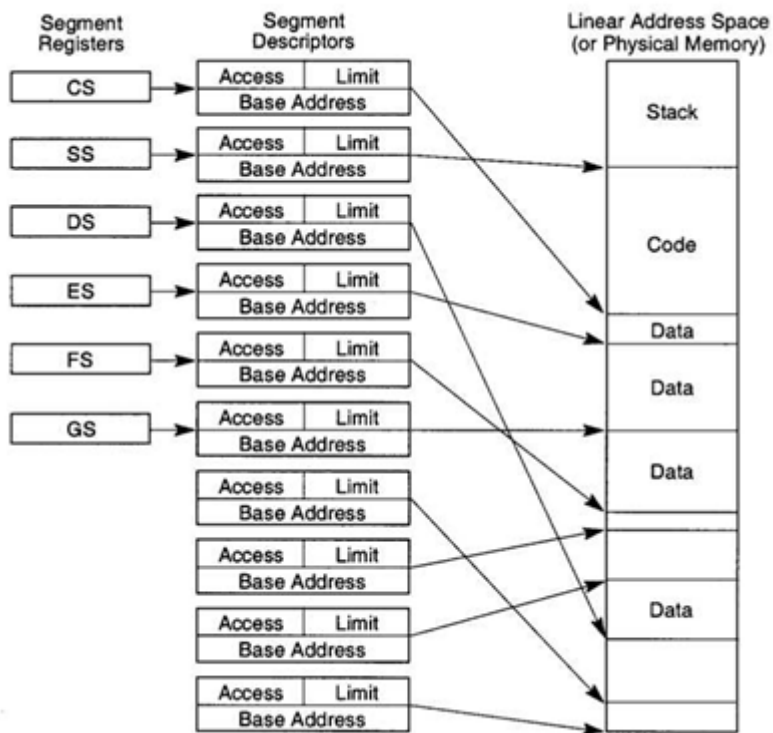 Segment
Registers
Segment
Descriptors
Linear Address Space
(or Physical Memory)
CS
Access Limit
Base Address
Stack
SS
Access Limit
Base Address
DS
Access Limit
Base Address
Code
ES
Access Limit
Base Address
Data
FS
Access Limit
Base Address
Data
GS
Access Limit
Base Address
Data
Access Limit
Base Address
Access Limit
Base Address
Access Limit
Base Address
Data
Access Limit
Base Address